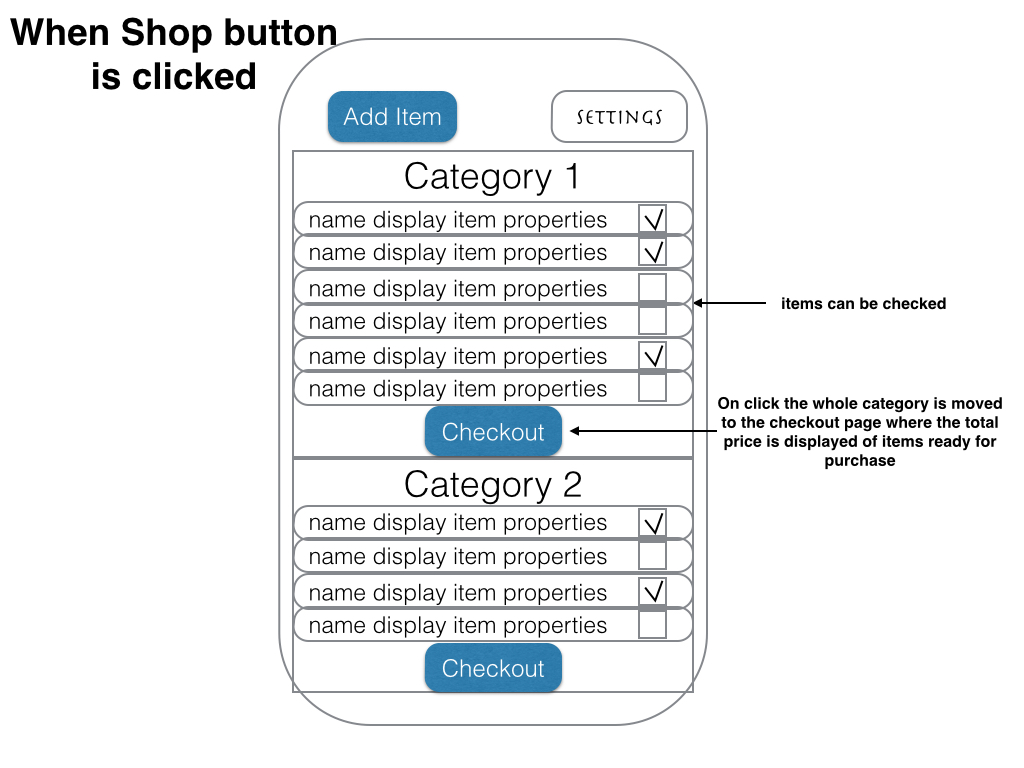 When Shop button
is clicked
Add Item
SETTINGS
Category 1
name display item properties
name display item properties
name display item properties
name display item properties
name display item properties
name display item properties
items can be checked
Checkout
On click the whole category is moved
to the checkout page where the total
price is displayed of items ready for
purchase
Category 2
name display item properties
name display item properties
name display item properties
name display item properties
Checkout